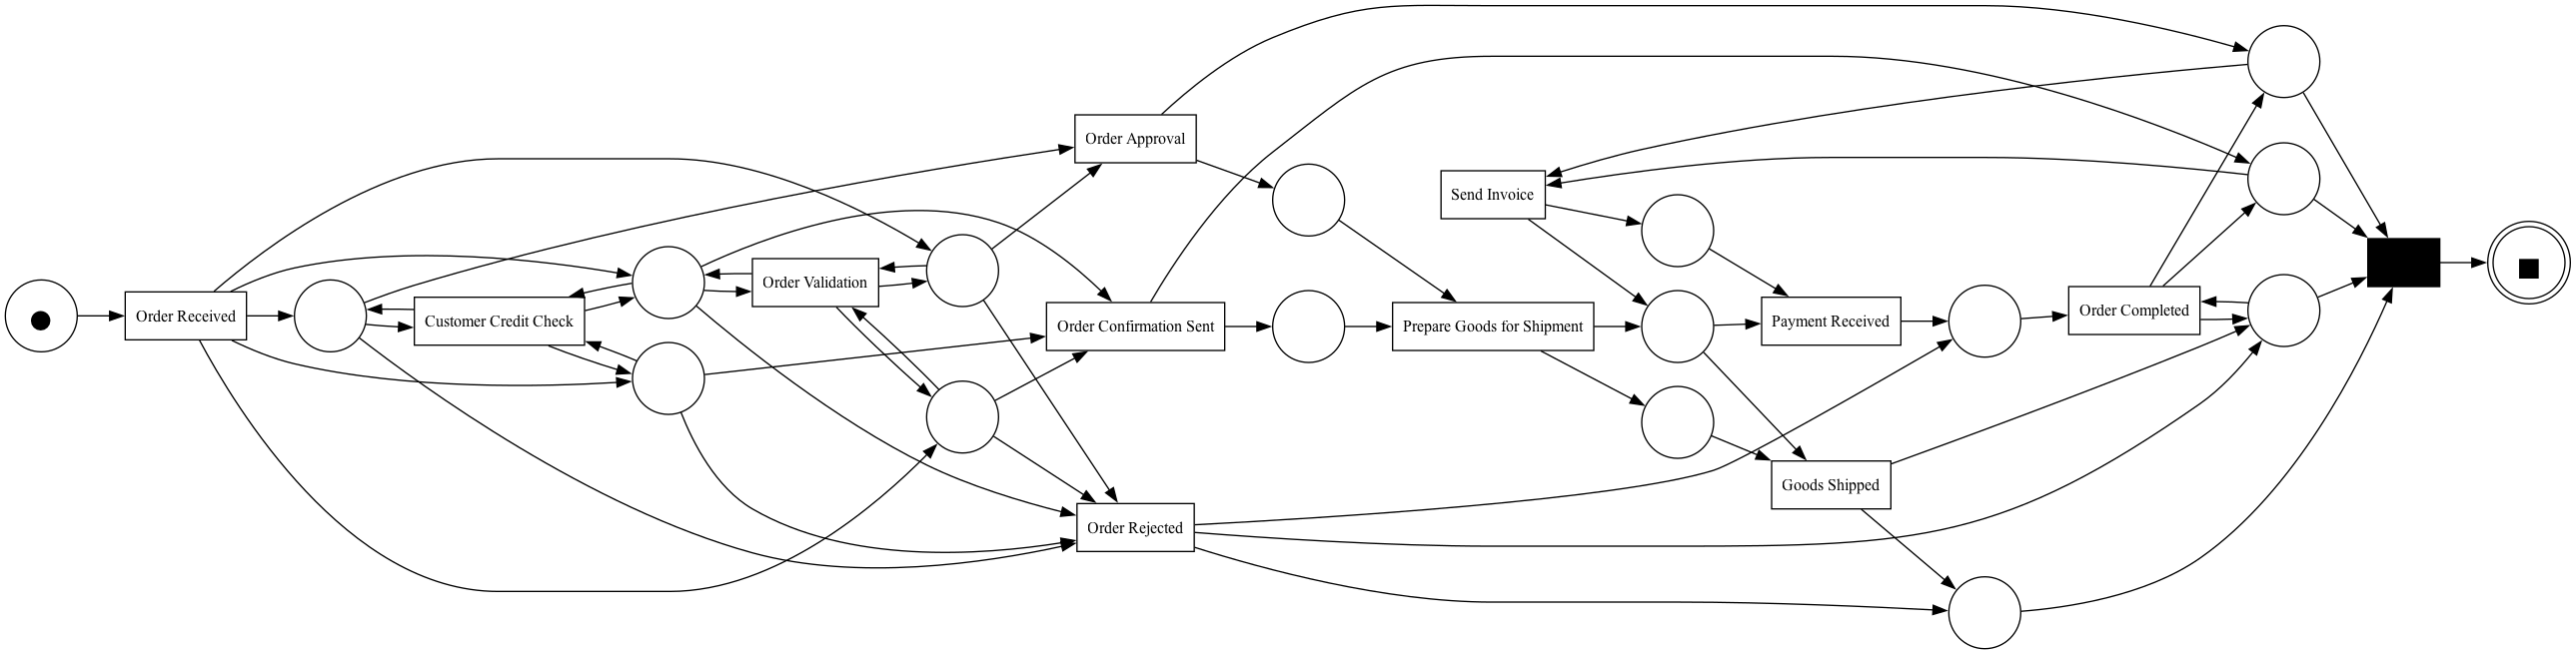 Order Received
Customer Credit Check
Order Validation
Order Approval
Order Confirmation Sent
Order Rejected
Send Invoice
Prepare Goods for Shipment
Payment Received
Goods Shipped
Order Completed